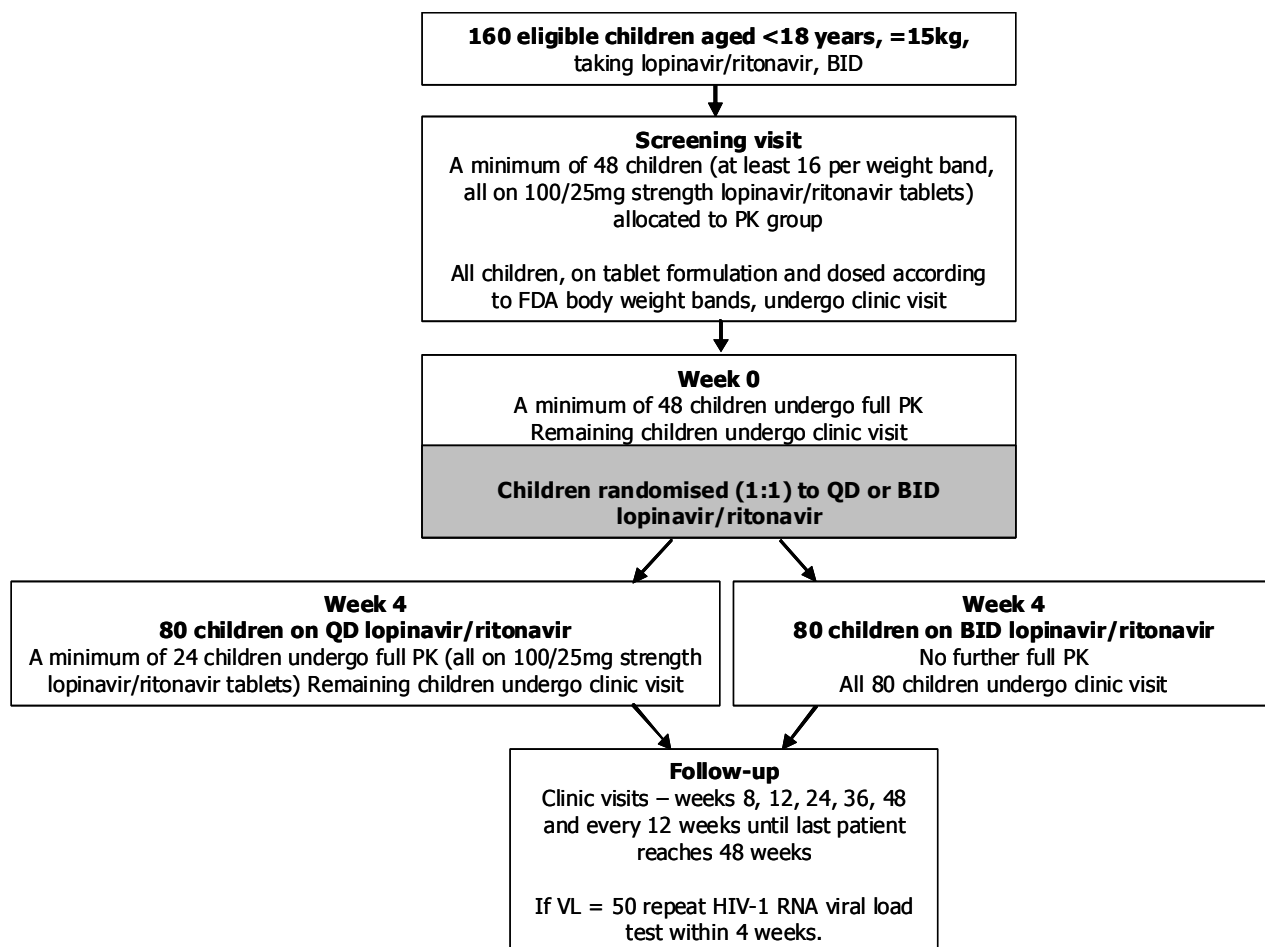 160 eligible children aged <18 years, =15kg,
taking lopinavir/ritonavir, BID
Screening visit
A minimum of 48 children (at least 16 per weight band,
all on 100/25mg strength lopinavir/ritonavir tablets)
allocated to PK group
All children, on tablet formulation and dosed according
to FDA body weight bands, undergo clinic visit
Week 0
A minimum of 48 children undergo full PK
Remaining children undergo clinic visit
Children randomised (1:1) to QD or BID
lopinavir/ritonavir
Week 4
80 children on QD lopinavir/ritonavir
A minimum of 24 children undergo full PK (all on 100/25mg strength
lopinavir/ritonavir tablets) Remaining children undergo clinic visit
Week 4
80 children on BID lopinavir/ritonavir
No further full PK
All 80 children undergo clinic visit
Follow-up
Clinic visits – weeks 8, 12, 24, 36, 48
and every 12 weeks until last patient
reaches 48 weeks
If VL = 50 repeat HIV-1 RNA viral load
test within 4 weeks.